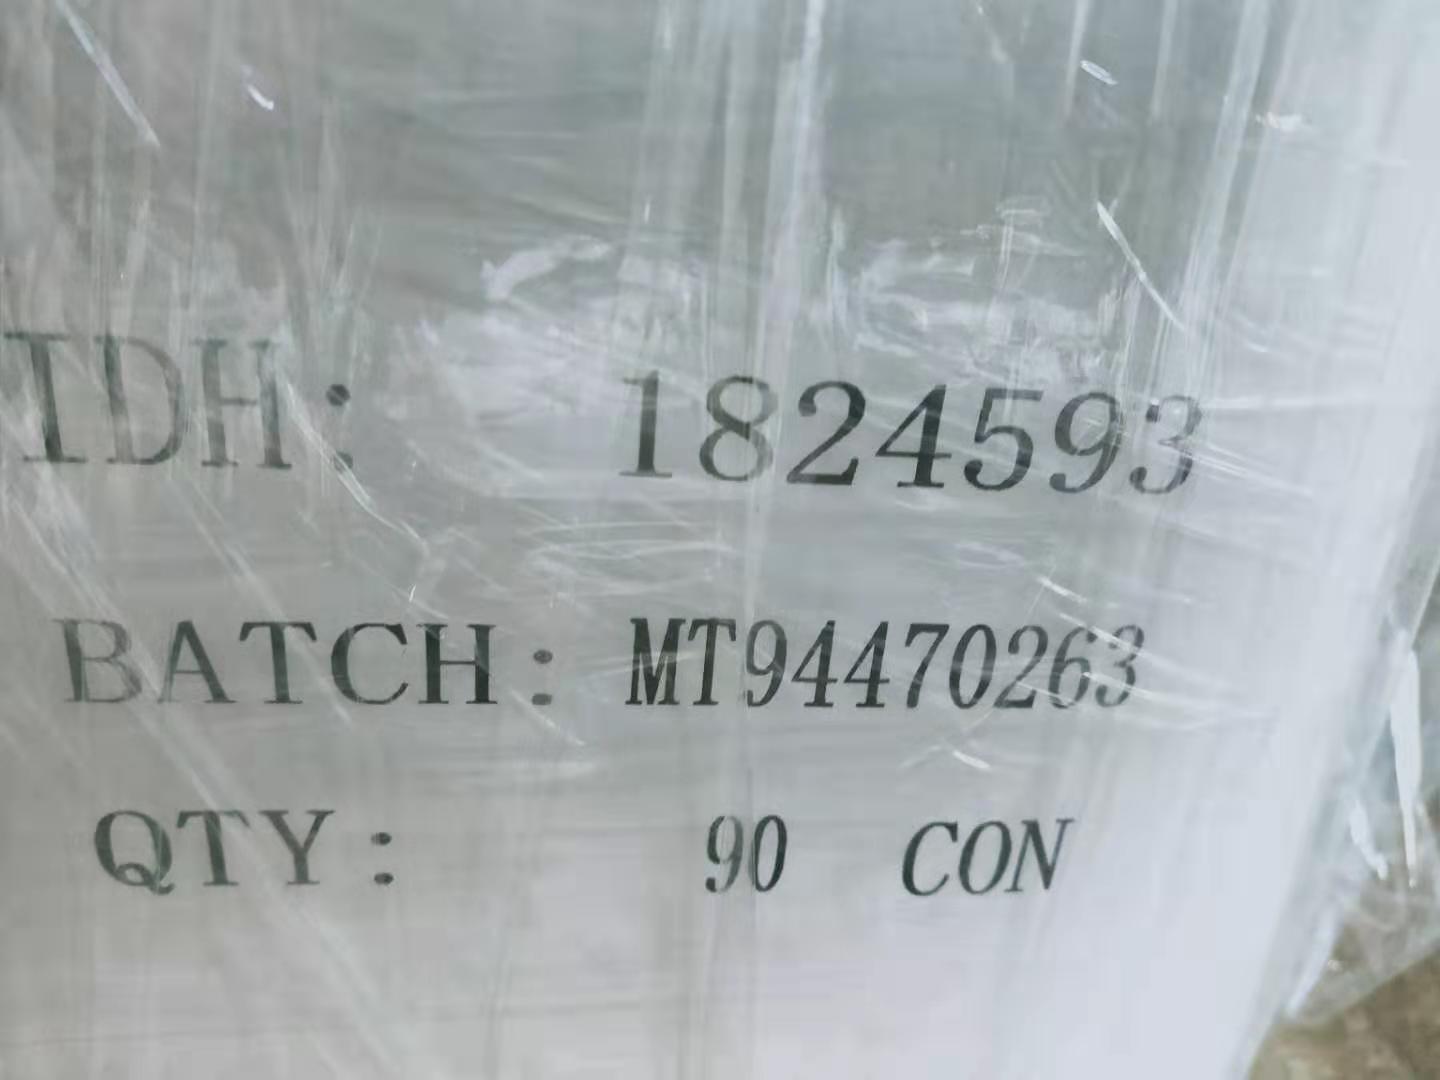 IDH: 1824593
BATCH: MT94470263
QTY: 90 CON